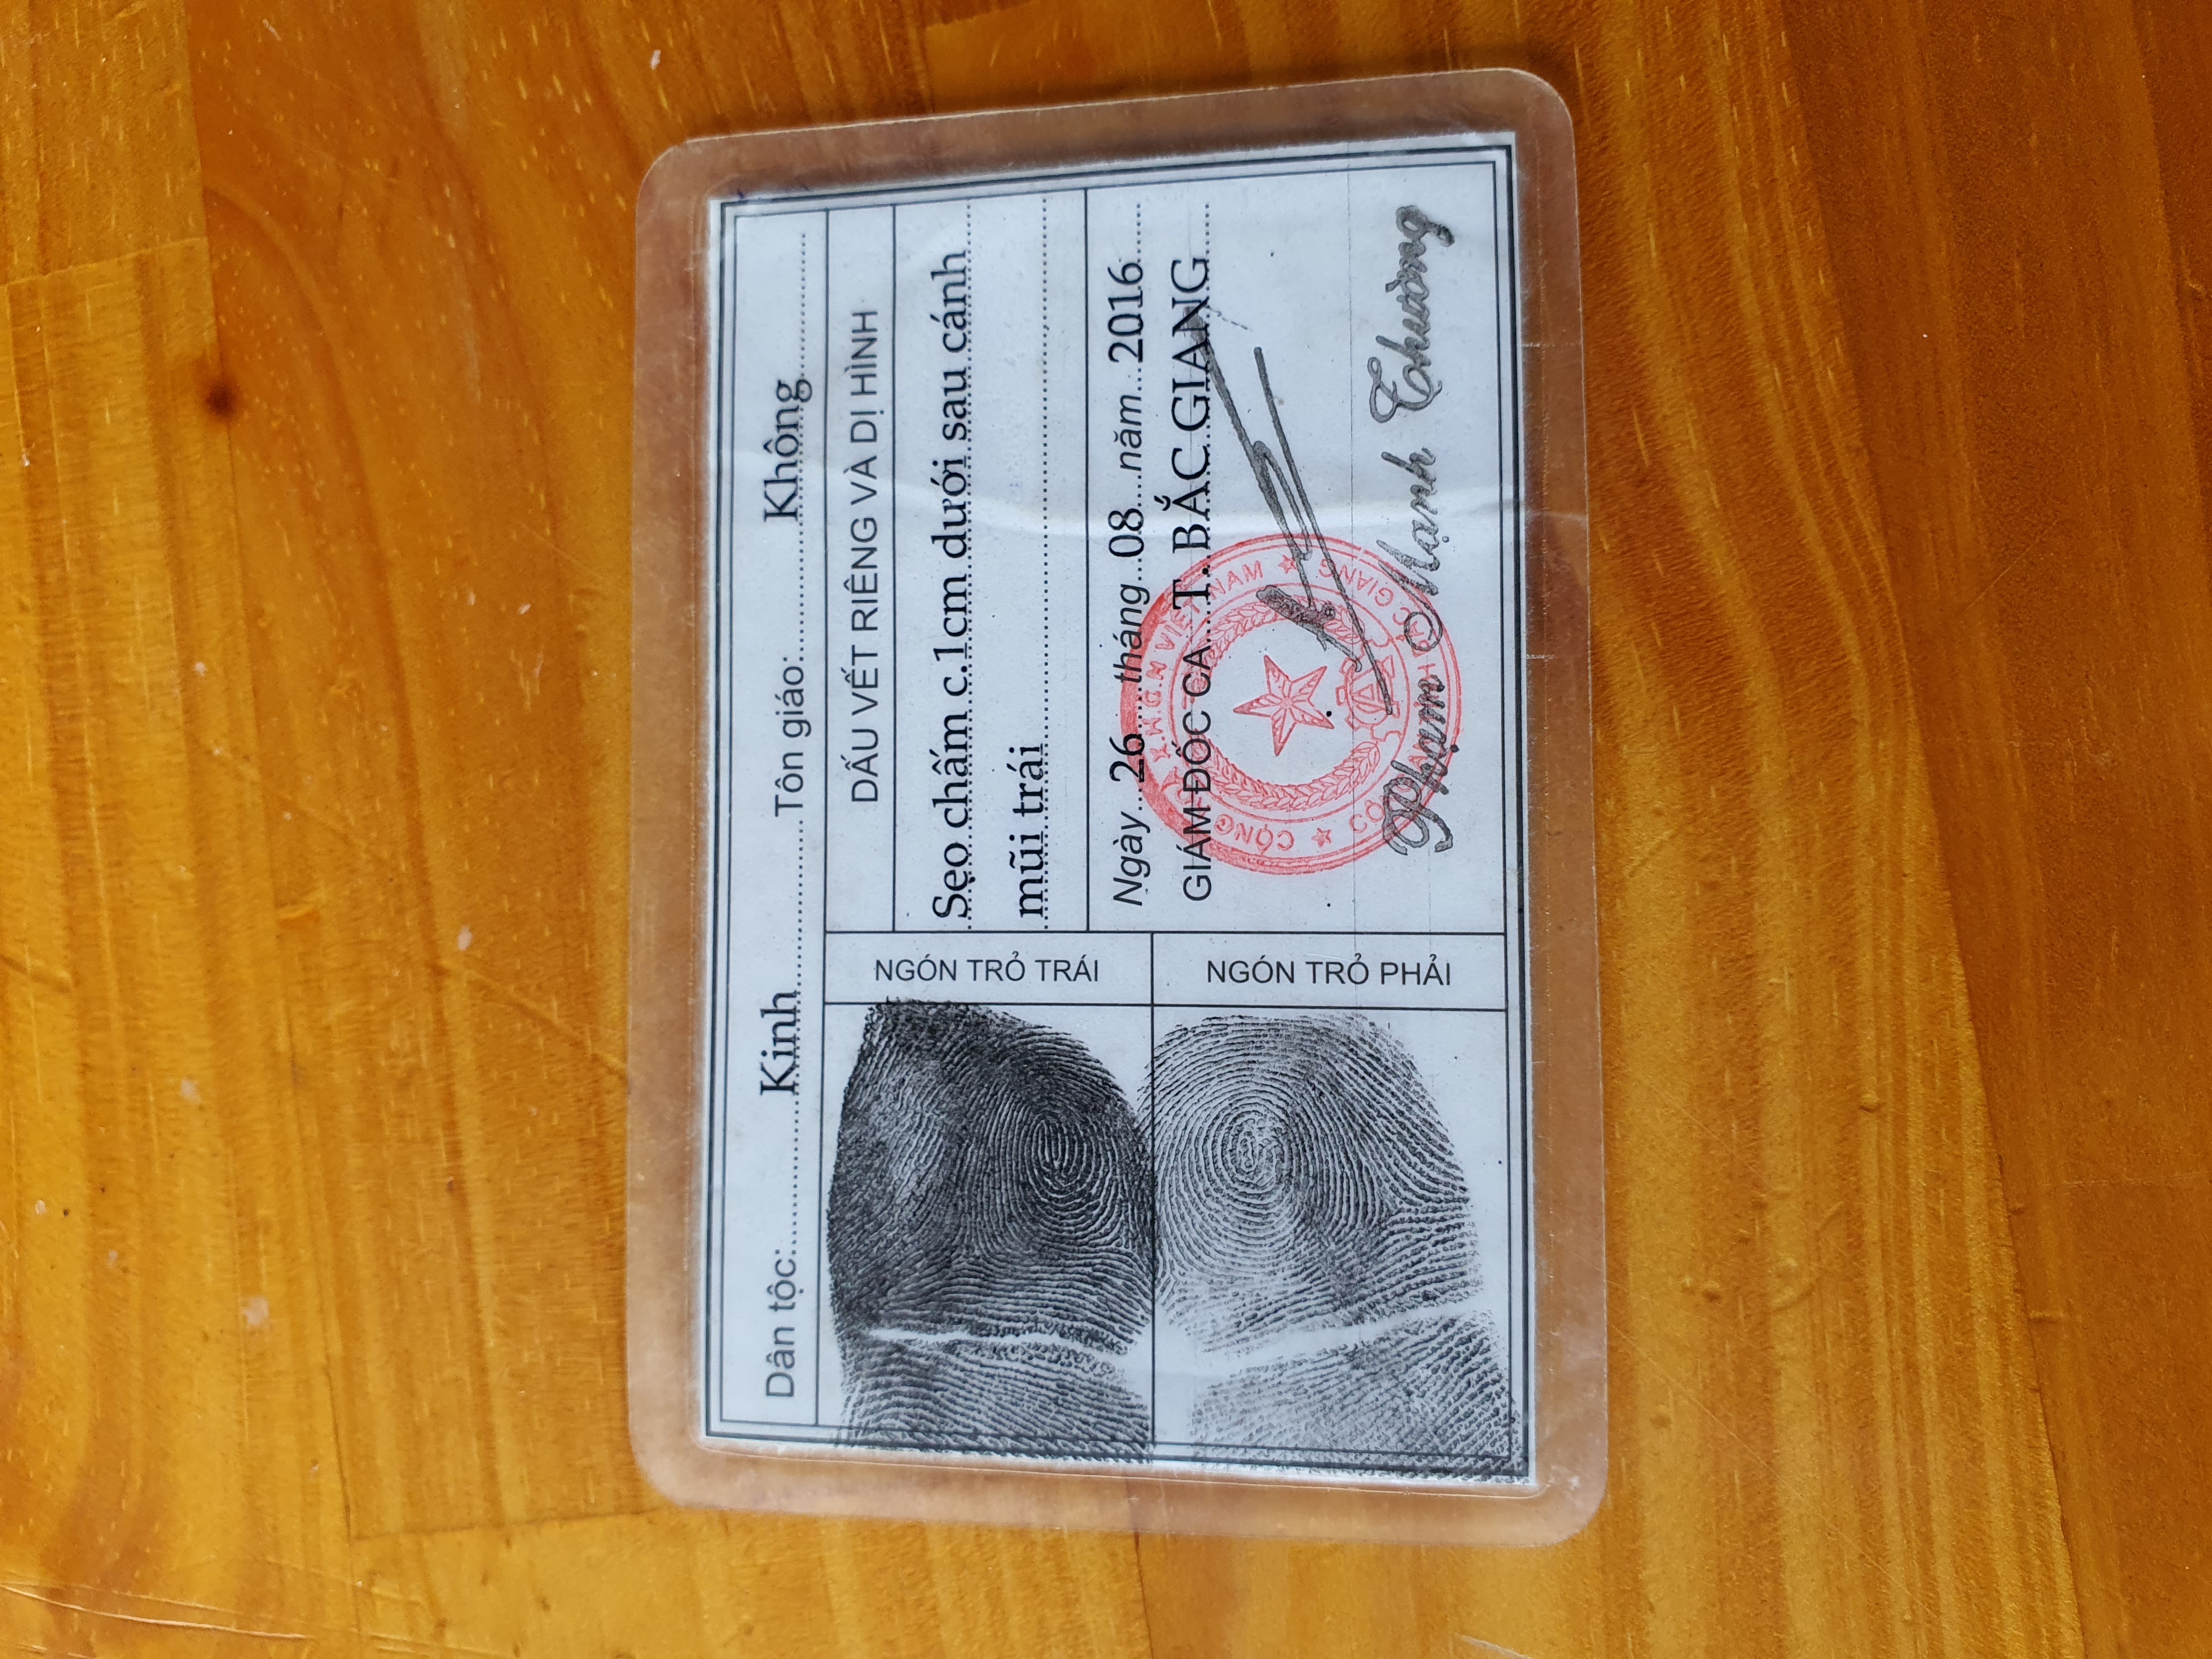 Dân tộc: Kinh Tôn giáo: Không
NGÓN TRỎ TRÁI
NGÓN TRỎ PHẢI
DẤU VẾT RIÊNG VÀ DỊ HÌNH
Sẹo chấm c.1cm dưới sau cánh
mũi trái
Ngày 26 tháng 08 năm 2016
GIÁM ĐỐC CA T. BẮC GIANG
CỘNG HÒA X.H.C.N VIỆT NAM
CÔNG AN TỈNH BẮC GIANG
Phạm Mạnh Thường